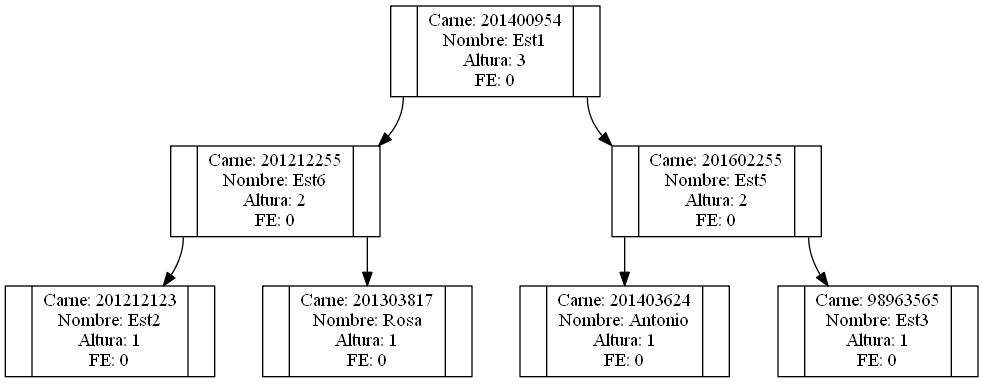 Carne: 201400954
Nombre: Est1
Altura: 3
FE: 0
Carne: 201212255
Nombre: Est6
Altura: 2
FE: 0
Carne: 201602255
Nombre: Est5
Altura: 2
FE: 0
Carne: 201212123
Nombre: Est2
Altura: 1
FE: 0
Carne: 201303817
Nombre: Rosa
Altura: 1
FE: 0
Carne: 201403624
Nombre: Antonio
Altura: 1
FE: 0
Carne: 98963565
Nombre: Est3
Altura: 1
FE: 0